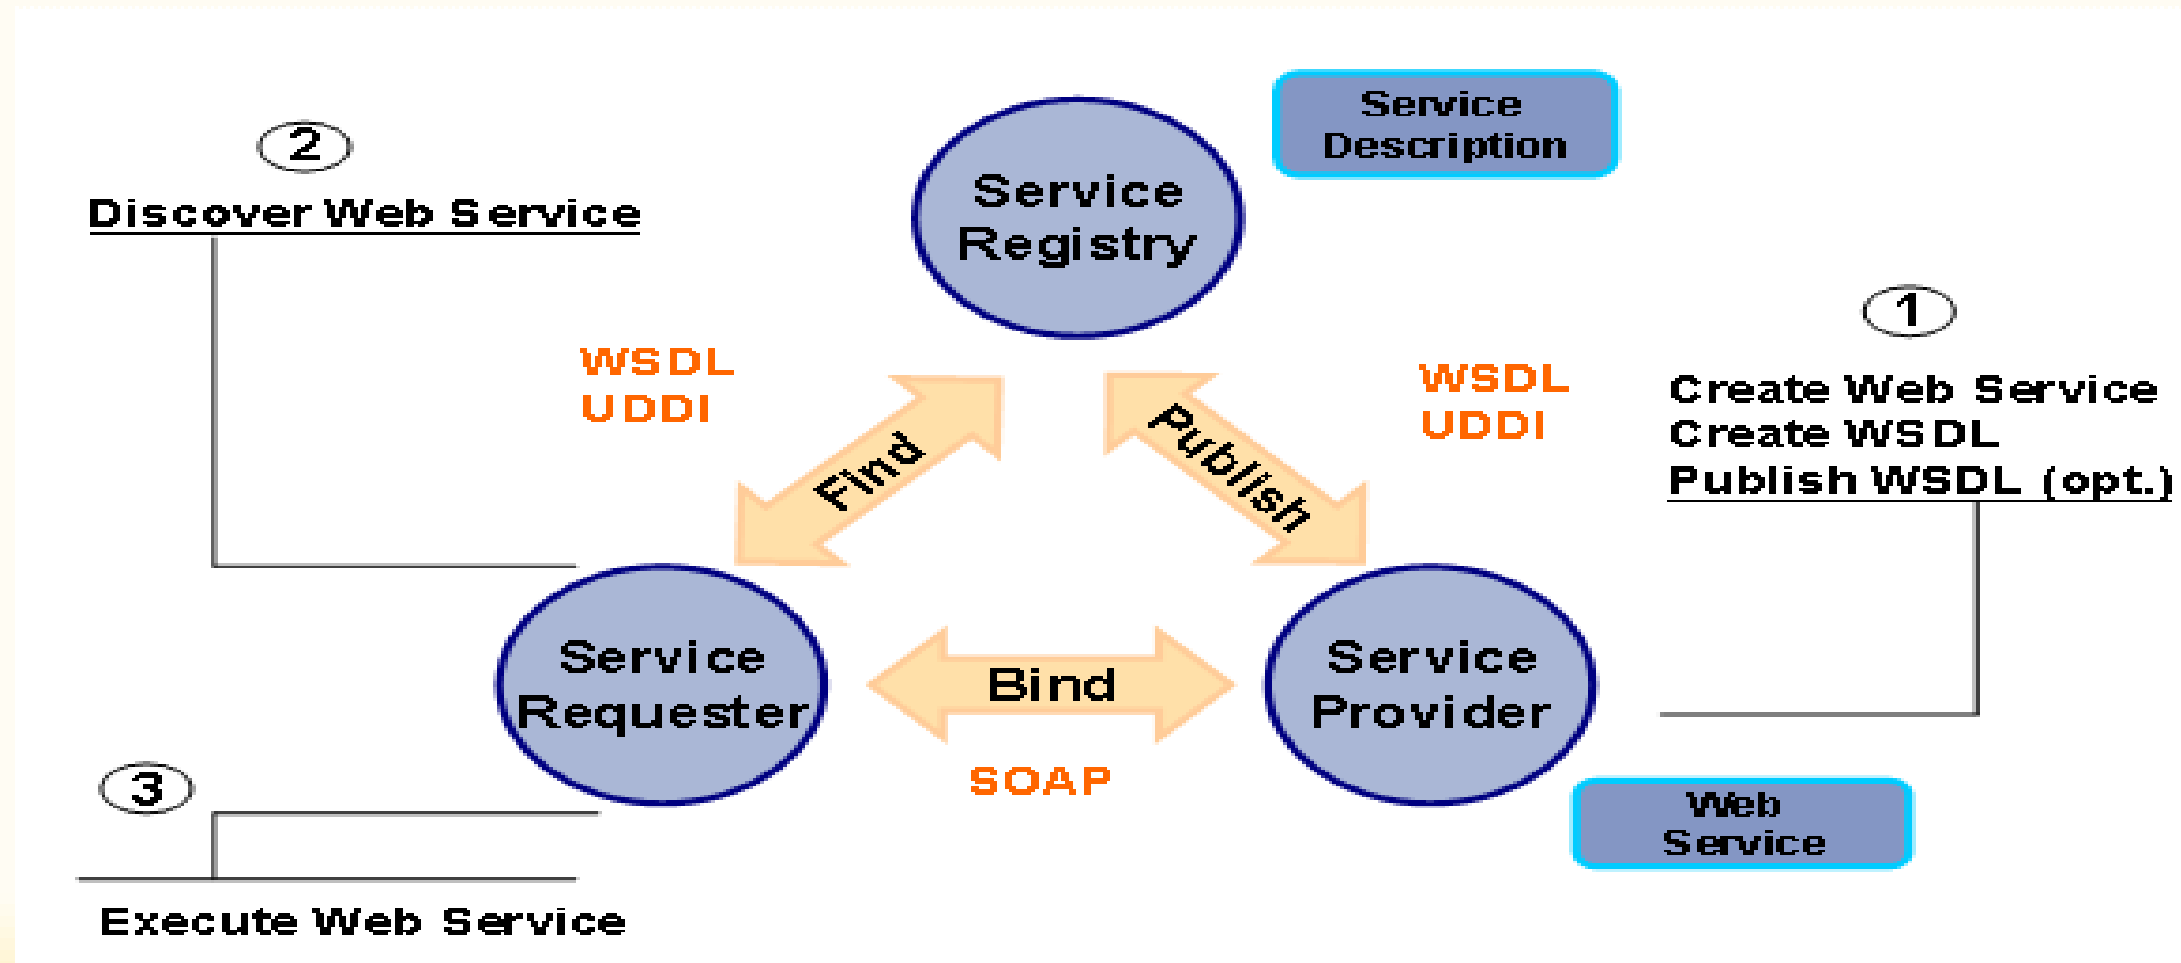 Service
Description
2
Discover Web Service
Service
Registry
1
WSDL
UDDI
WSDL
UDDI
Create Web Service
Create WSDL
Publish WSDL (opt.)
Find
Publish
Service
Requester
Bind
SOAP
Service
Provider
3
Web
Service
Execute Web Service